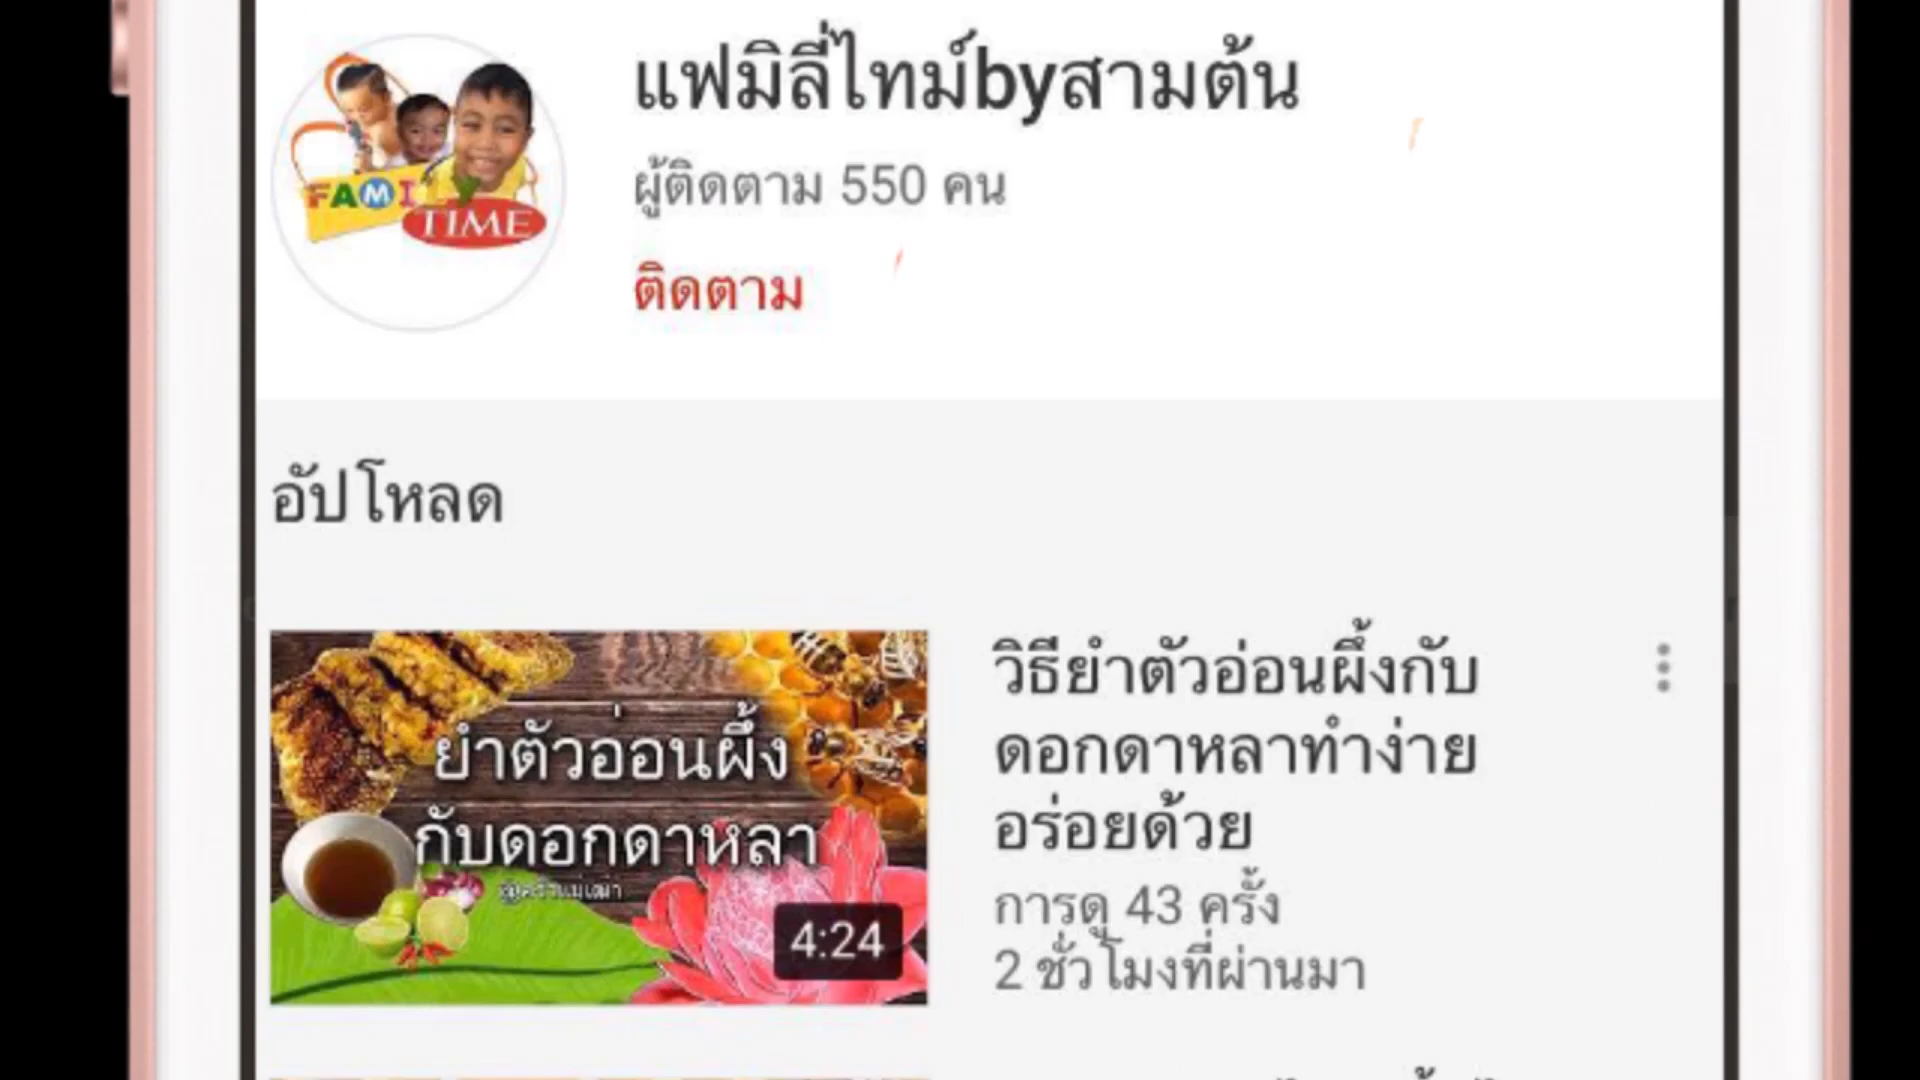 FAMILY
TIME
แฟมิลี่ไทม์byสามต้น
ผู้ติดตาม 550 คน
ติดตาม
อัปโหลด
ยำตัวอ่อนผึ้ง
กับดอกดาหลา
4:24
วิธียำตัวอ่อนผึ้งกับ
ดอกดาหลาทำง่าย
อร่อยด้วย
การดู 43 ครั้ง
2 ชั่วโมงที่ผ่านมา